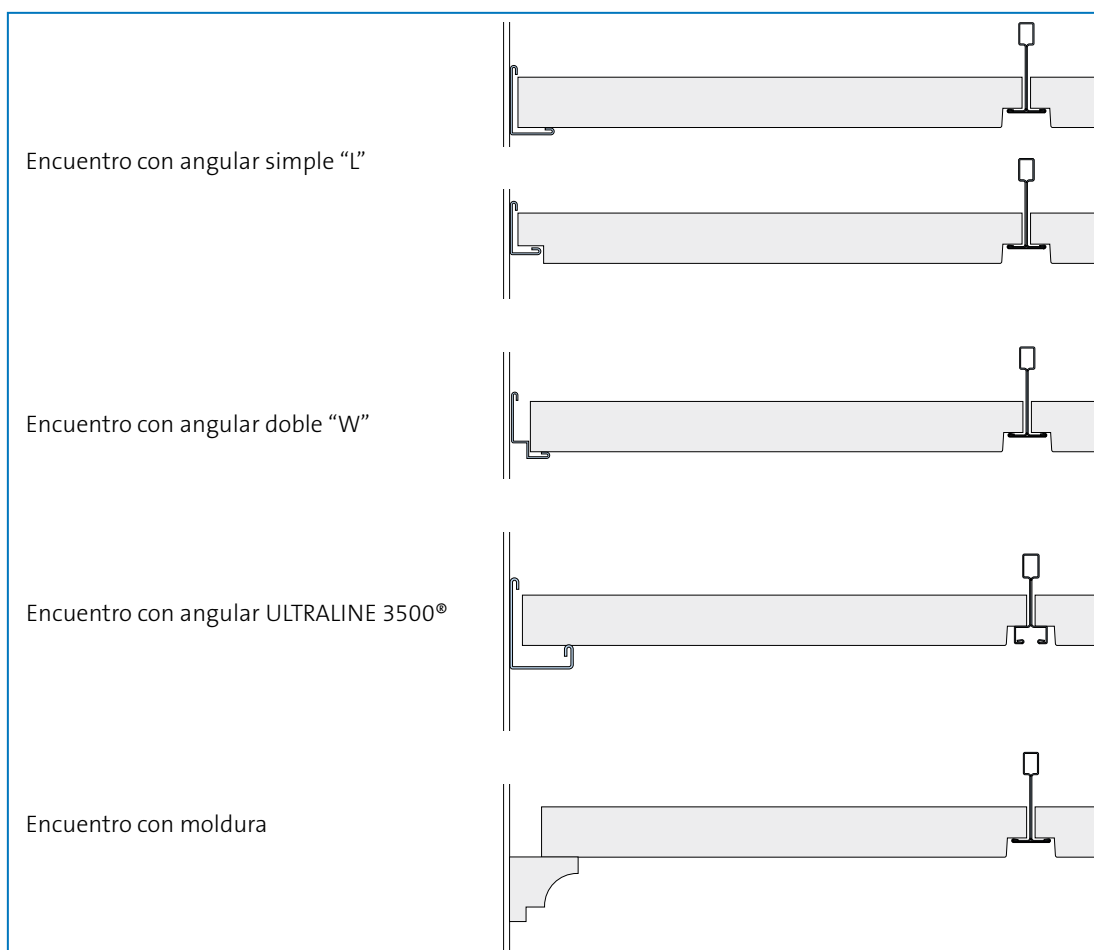 Encuentro con angular simple “L”
Encuentro con angular doble “W”
Encuentro con angular ULTRALINE 3500®
Encuentro con moldura